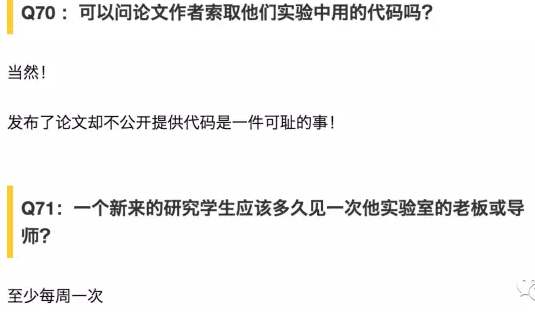 Q70 ：可以问论文作者索取他们实验中用的代码吗？
当然！
发布了论文却不公开提供代码是一件可耻的事！
Q71：一个新来的研究学生应该多久见一次他实验室的老板或导
师？
至少每周一次